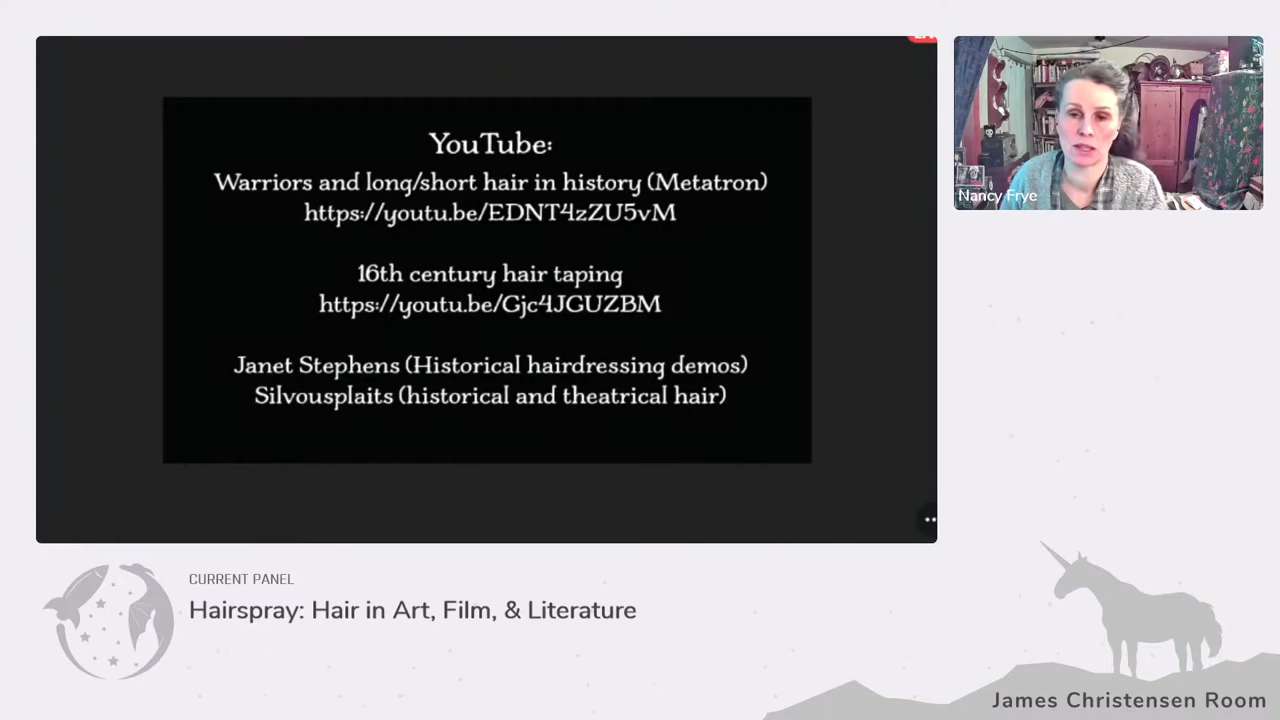 YouTube:
Warriors and long/short hair in history (Metatron)
https://youtu.be/EDNT4zZU5vM
16th century hair taping
https://youtu.be/Gjc4JGUZBM
Janet Stephens (Historical hairdressing demos)
Silvousplaits (historical and theatrical hair)
Nancy Frye
CURRENT PANEL
Hairspray: Hair in Art, Film, & Literature
James Christensen Room